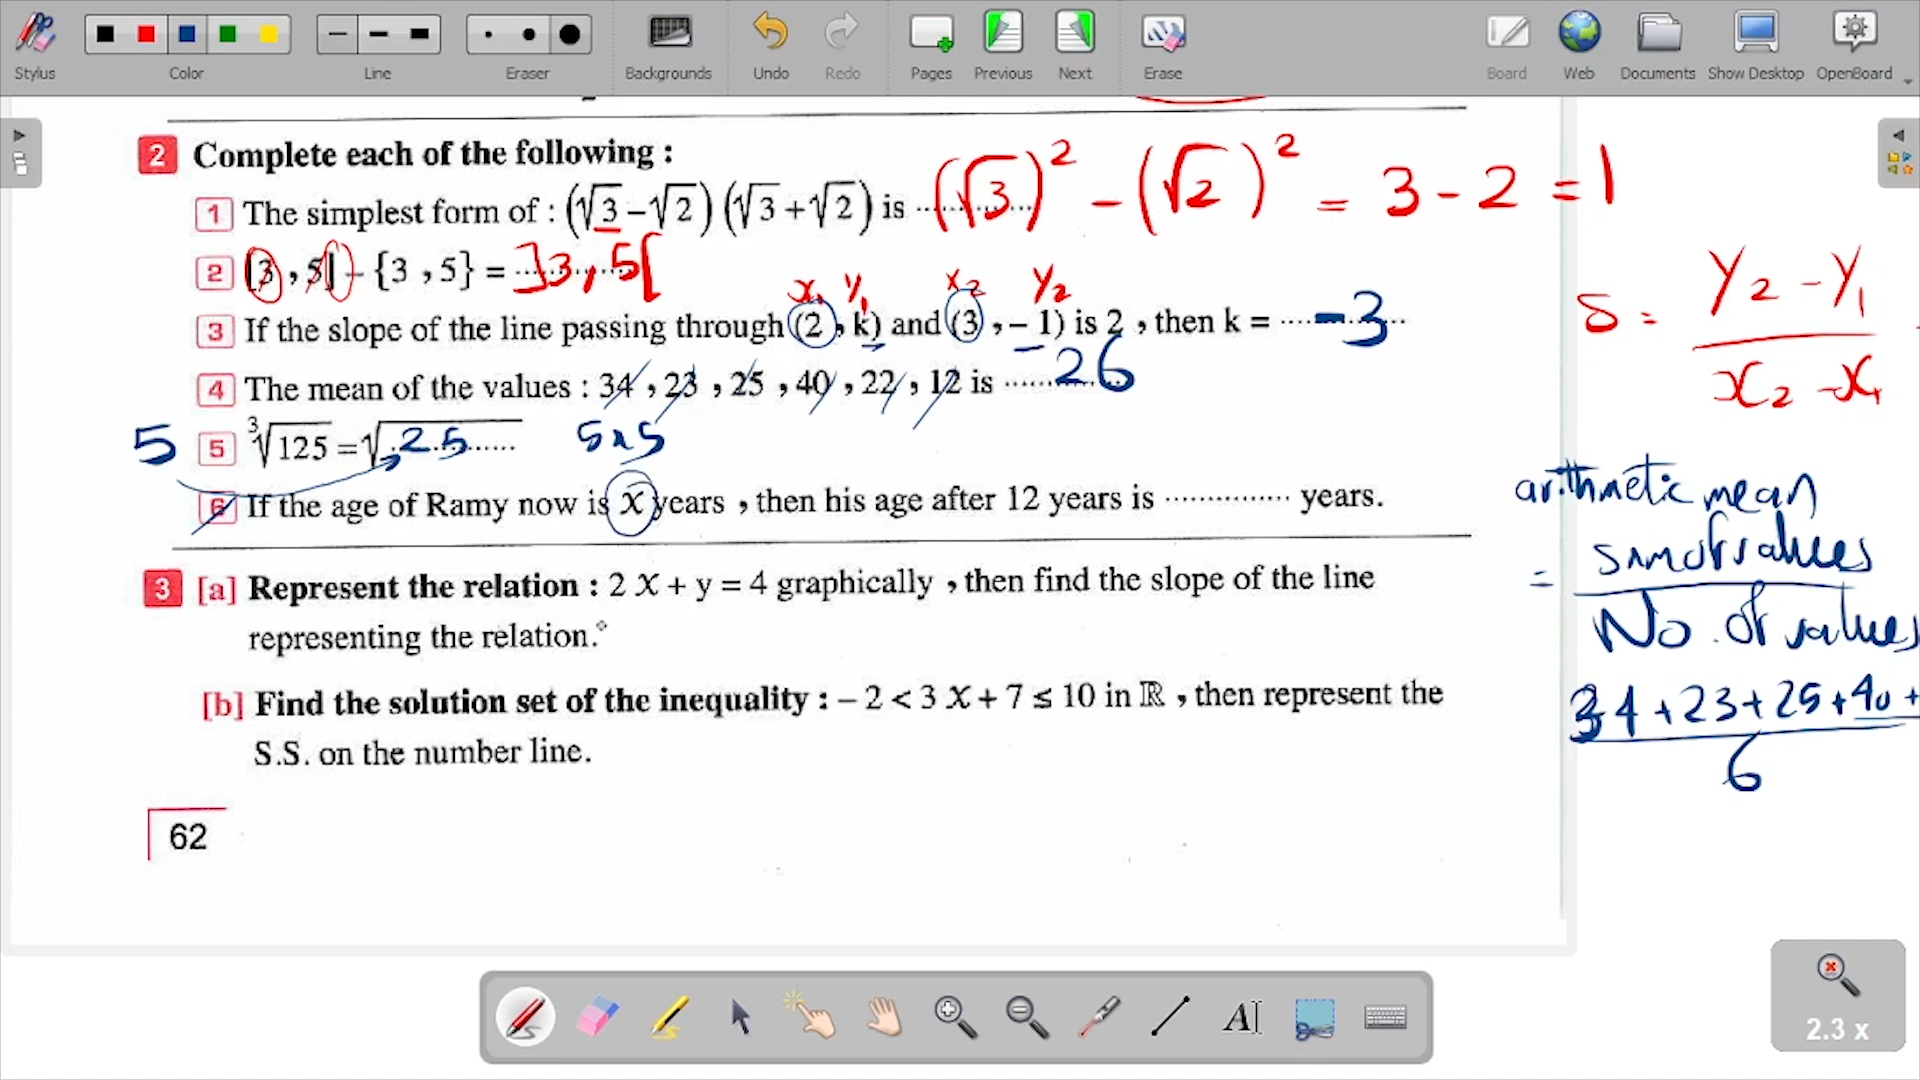 Stylus Color Line Eraser Backgrounds Undo Redo Pages Previous Next Erase Board Web Documents Show Desktop OpenBoard
2 Complete each of the following :
1 The simplest form of : (√3 – √2) (√3 + √2) is ............ (√3)² – (√2)² = 3 – 2 = 1
2 [3 , 5] – {3 , 5} = ............ ]3 , 5[
x₁ y₁ x₂ y₂
3 If the slope of the line passing through (2 , k) and (3 , – 1) is 2 , then k = ............ –3
S = y₂ – y₁ / x₂ – x₁
4 The mean of the values : 34 , 23 , 25 , 40 , 22 , 12 is ............ 26
5 5 ³√125 = √25 ............ 5 x 5
6 If the age of Ramy now is x years , then his age after 12 years is ............ years.
arithmetic mean
= sum of values
No. of values
34 + 23 + 25 + 40 +
6
3 [a] Represent the relation : 2 X + y = 4 graphically , then find the slope of the line
representing the relation.
[b] Find the solution set of the inequality : – 2 < 3 X + 7 ≤ 10 in ℝ , then represent the
S.S. on the number line.
62
2.3 x